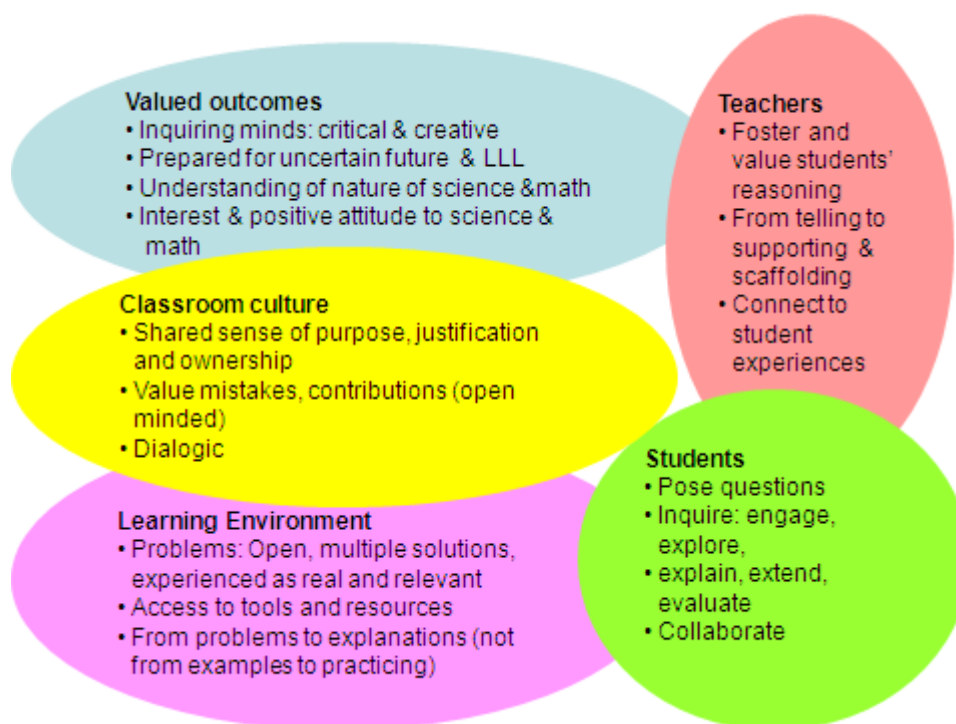 Valued outcomes
• Inquiring minds: critical & creative
• Prepared for uncertain future & LLL
• Understanding of nature of science &math
• Interest & positive attitude to science &
math
Classroom culture
• Shared sense of purpose, justification
and ownership
• Value mistakes, contributions (open
minded)
• Dialogic
Learning Environment
• Problems: Open, multiple solutions,
experienced as real and relevant
• Access to tools and resources
• From problems to explanations (not
from examples to practicing)
Teachers
• Foster and
value students’
reasoning
• From telling to
supporting &
scaffolding
• Connect to
student
experiences
Students
• Pose questions
• Inquire: engage,
explore,
• explain, extend,
evaluate
• Collaborate